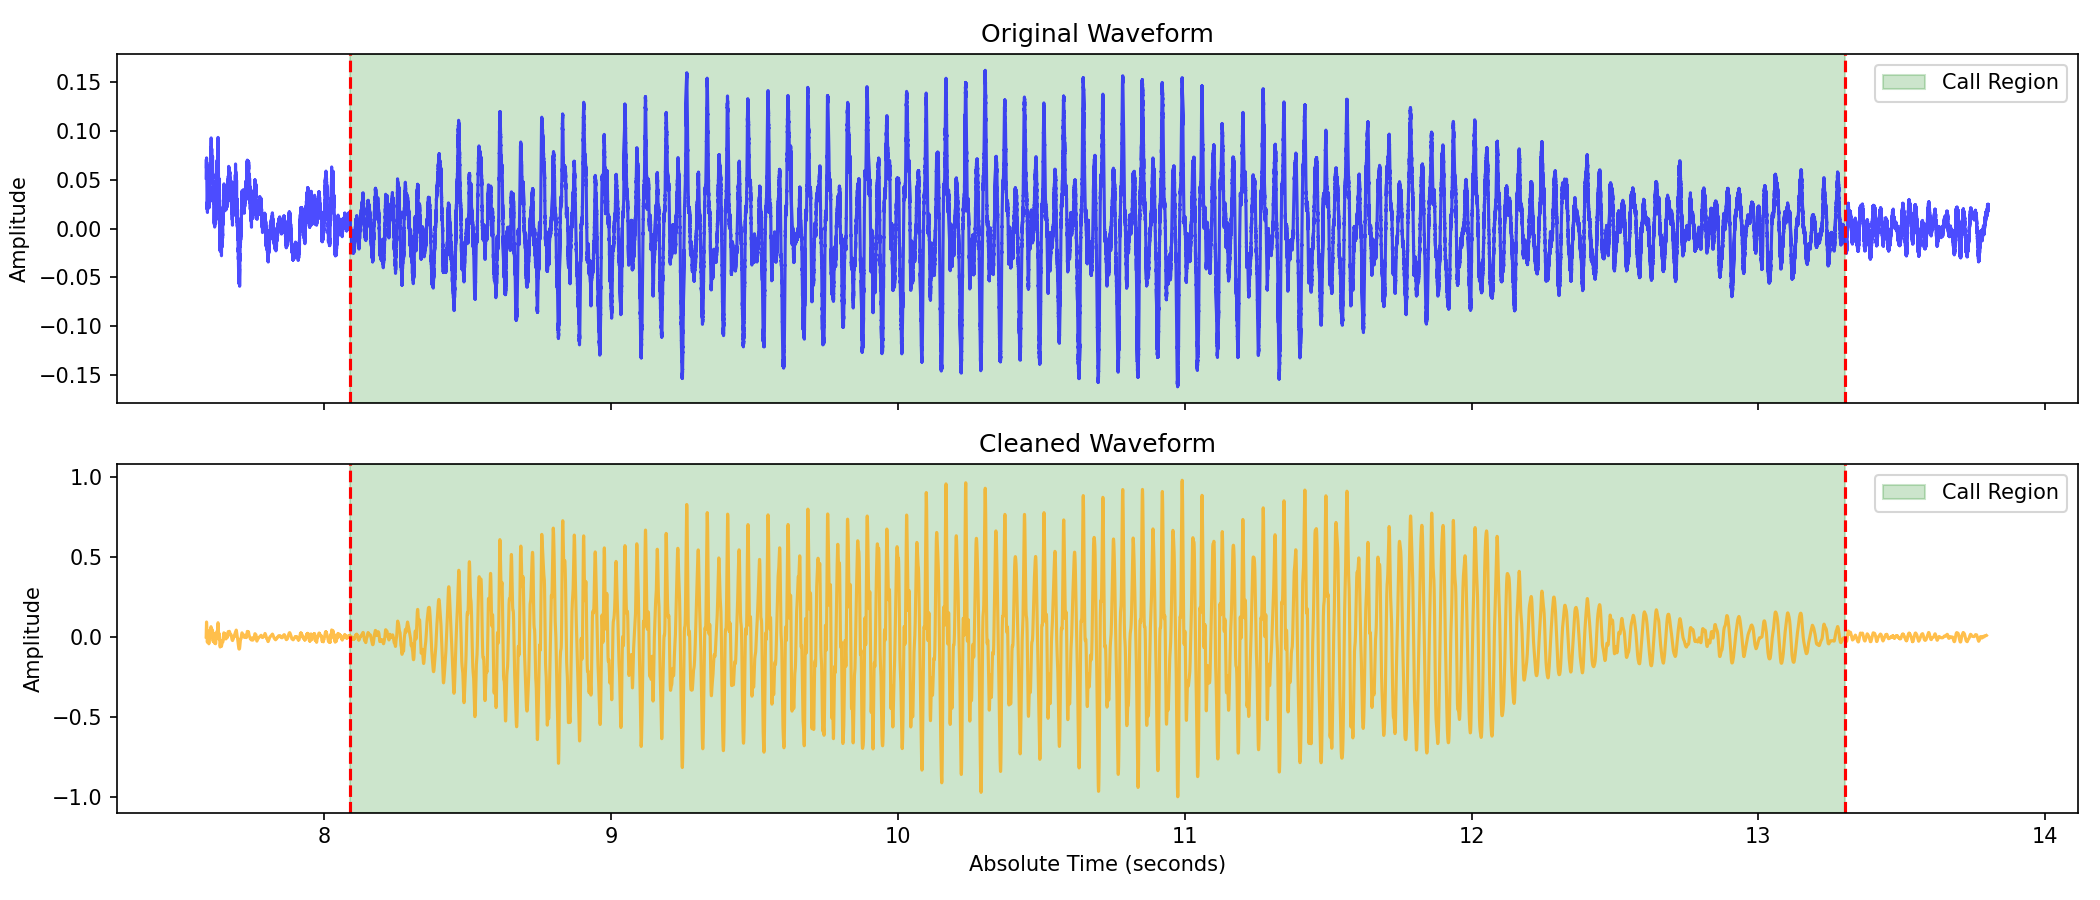 Original Waveform
0.15
0.10
0.05
0.00
−0.05
−0.10
−0.15
Amplitude
Call Region
Cleaned Waveform
1.0
0.5
0.0
−0.5
−1.0
Amplitude
Call Region
8 9 10 11 12 13 14
Absolute Time (seconds)